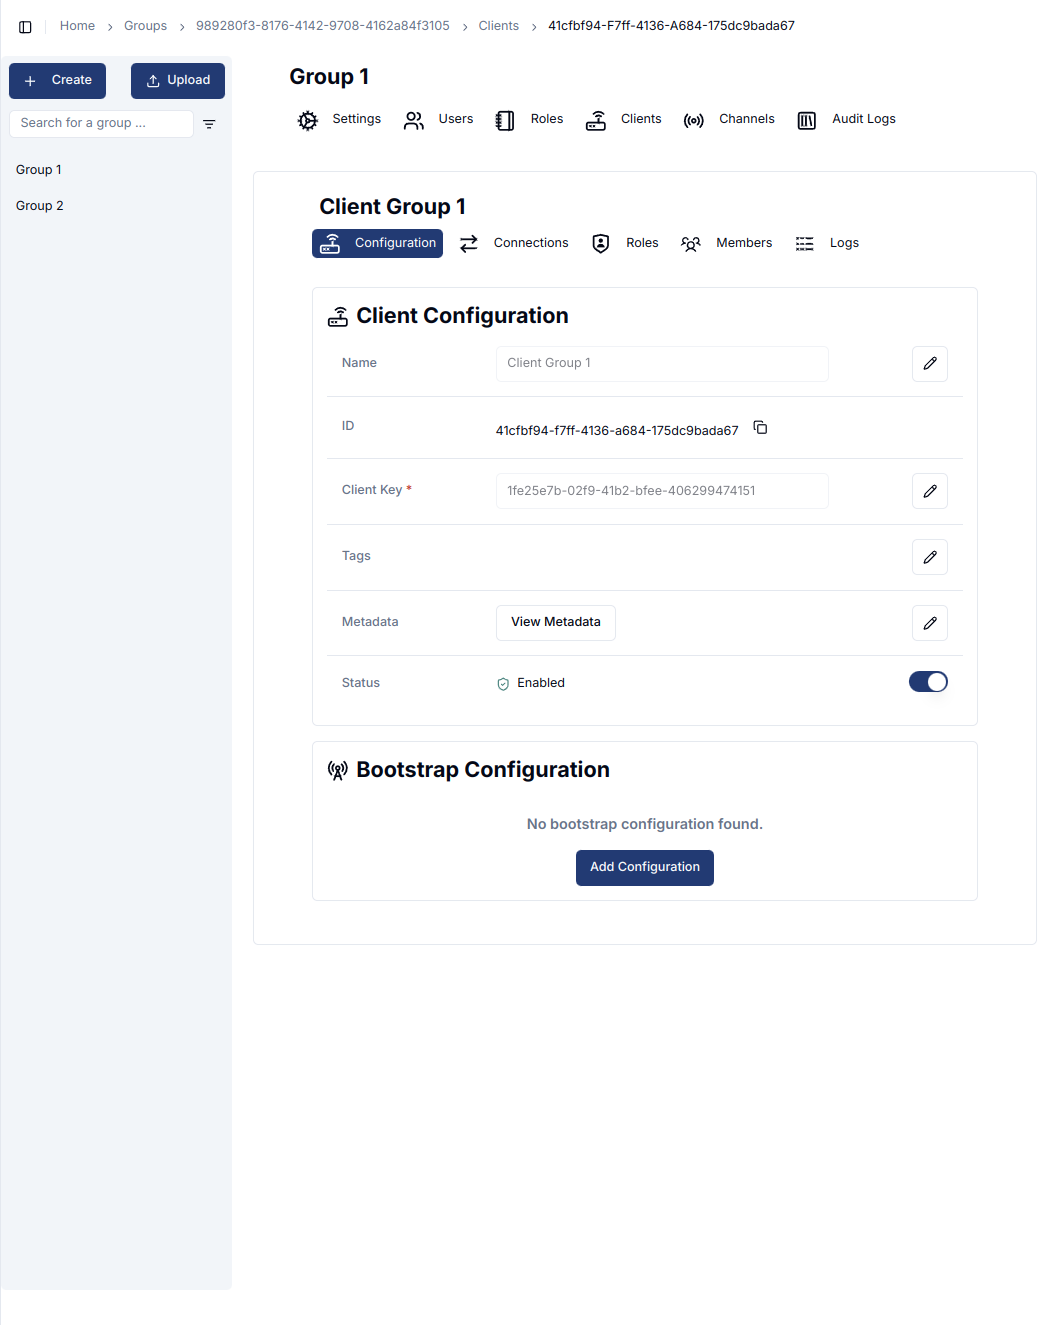 Home > Groups > 989280f3-8176-4142-9708-4162a84f3105 > Clients > 41cfbf94-F7ff-4136-A684-175dc9bada67
Create Upload
Search for a group ...
Group 1
Group 2
Group 1
Settings Users Roles Clients Channels Audit Logs
Client Group 1
Configuration Connections Roles Members Logs
Client Configuration
Name Client Group 1
ID 41cfbf94-f7ff-4136-a684-175dc9bada67
Client Key * 1fe25e7b-02f9-41b2-bfee-406299474151
Tags
Metadata View Metadata
Status Enabled
Bootstrap Configuration
No bootstrap configuration found.
Add Configuration